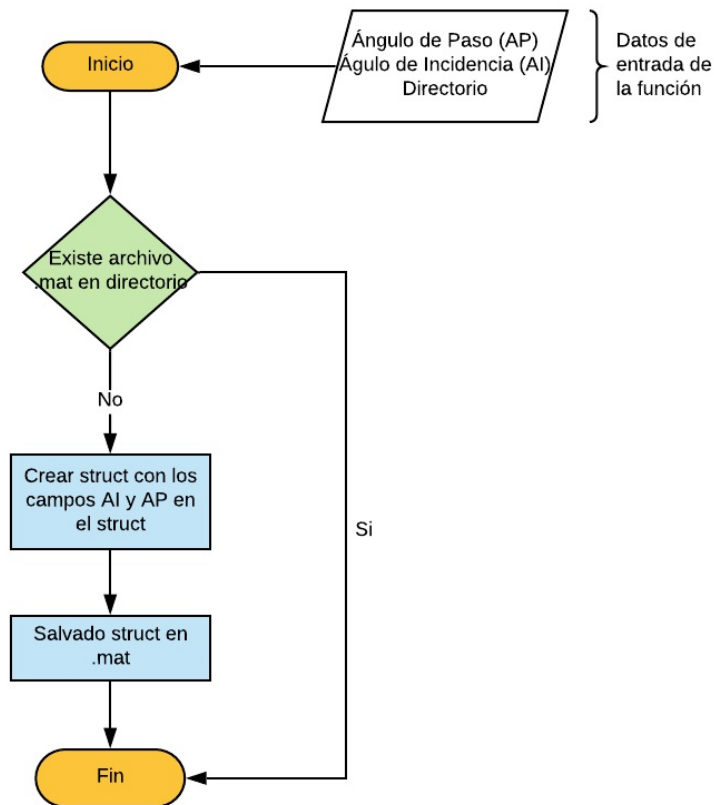 Inicio
Ángulo de Paso (AP)
Águlo de Incidencia (AI)
Directorio
Datos de
entrada de
la función
Existe archivo
.mat en directorio
No
Crear struct con los
campos AI y AP en
el struct
Si
Salvado struct en
.mat
Fin